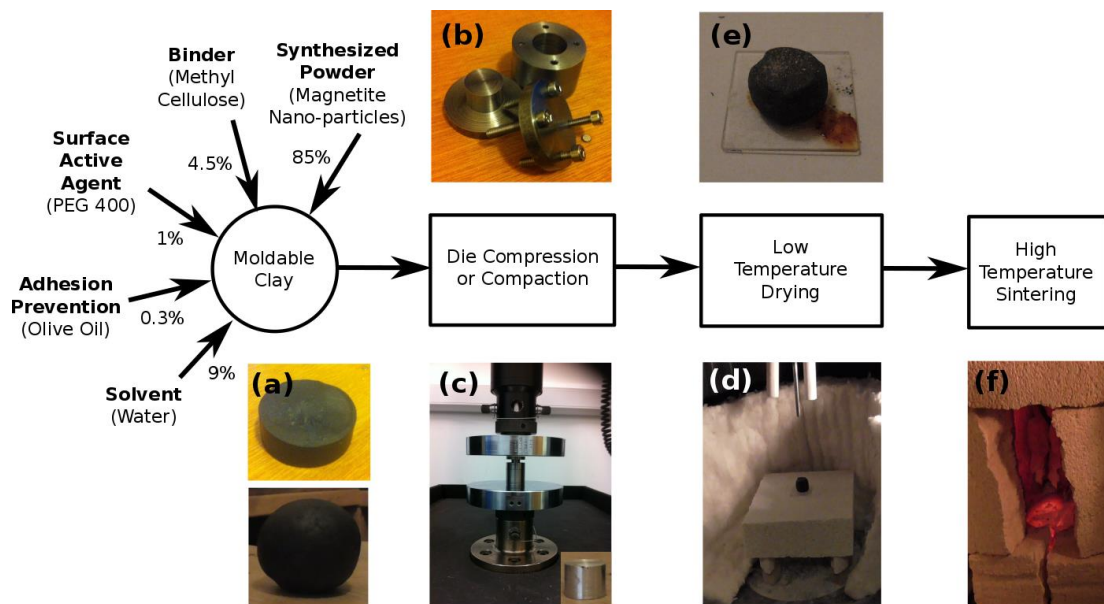 (b)
(e)
Binder
(Methyl
Cellulose)
Synthesized
Powder
(Magnetite
Nano-particles)
Surface
Active
Agent
(PEG 400)
4.5%
85%
1%
Moldable
Clay
Die Compression
or Compaction
Low
Temperature
Drying
High
Temperature
Sintering
Adhesion
Prevention
(Olive Oil)
0.3%
9%
Solvent
(Water)
(a)
(c)
(d)
(f)